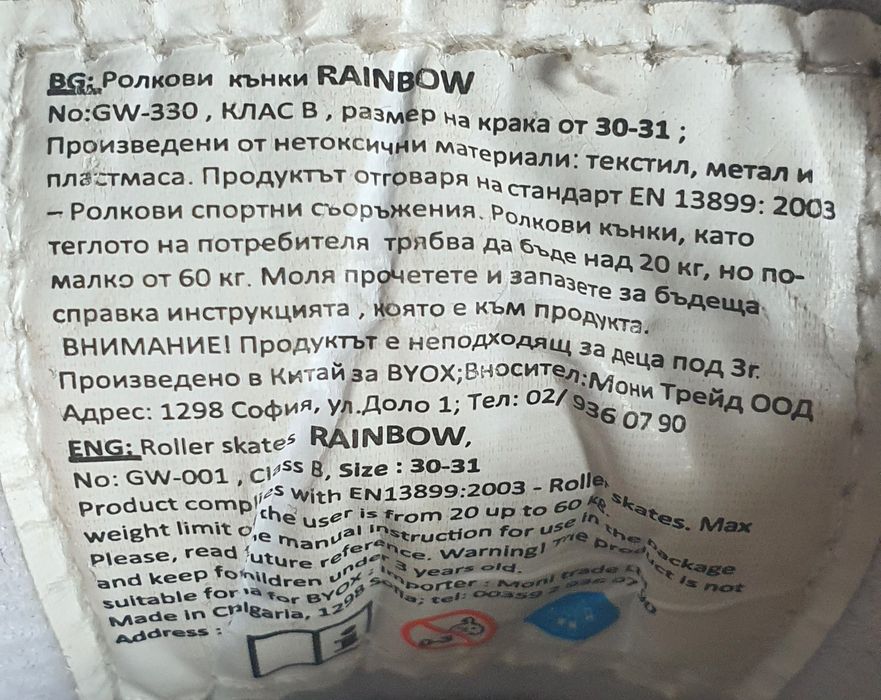 BG: Ролкови кънки RAINBOW
No:GW-330 , КЛАС B , размер на крака от 30-31 ;
Произведени от нетоксични материали: текстил, метал и
пластмаса. Продуктът отговаря на стандарт EN 13899: 2003
– Ролкови спортни съоръжения. Ролкови кънки, като
теглото на потребителя трябва да бъде над 20 кг, но по-
малко от 60 кг. Моля прочетете и запазете за бъдеща
справка инструкцията , която е към продукта.
ВНИМАНИЕ! Продуктът е неподходящ за деца под 3г.
Произведено в Китай за BYOX;Вносител:Мони Трейд ООД
Адрес: 1298 София, ул.Доло 1; Тел: 02/ 936 07 90
ENG: Roller skates RAINBOW,
No: GW-001 , Class B, Size : 30-31
Product complies with EN13899:2003 - Roller skates. Max
weight limit the user is from 20 up to 60 kg.
Please, read manual instruction for use in the package
and keep future reference. Warning! The product is not
suitable for under 3 years old.
Made in for BYOX : Moni trade
Address : 1298 tel: 00359 2 936 07 90